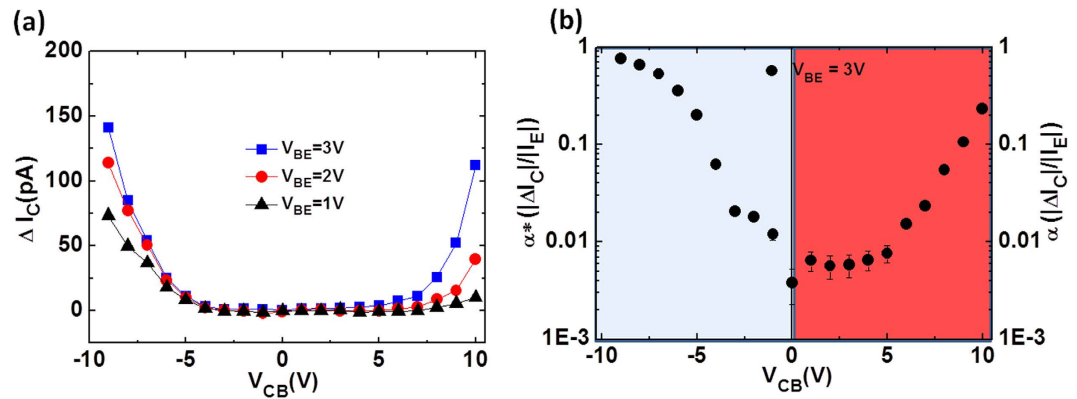 (a)
200
150
100
50
0
Δ I_C(pA)
V_BE=3V
V_BE=2V
V_BE=1V
-10 -5 0 5 10
V_CB(V)
(b)
1
0.1
0.01
1E-3
α* (|ΔI_C|/|I_E|)
V_BE = 3V
1
0.1
0.01
1E-3
α (|ΔI_C|/|I_E|)
-10 -5 0 5 10
V_CB(V)